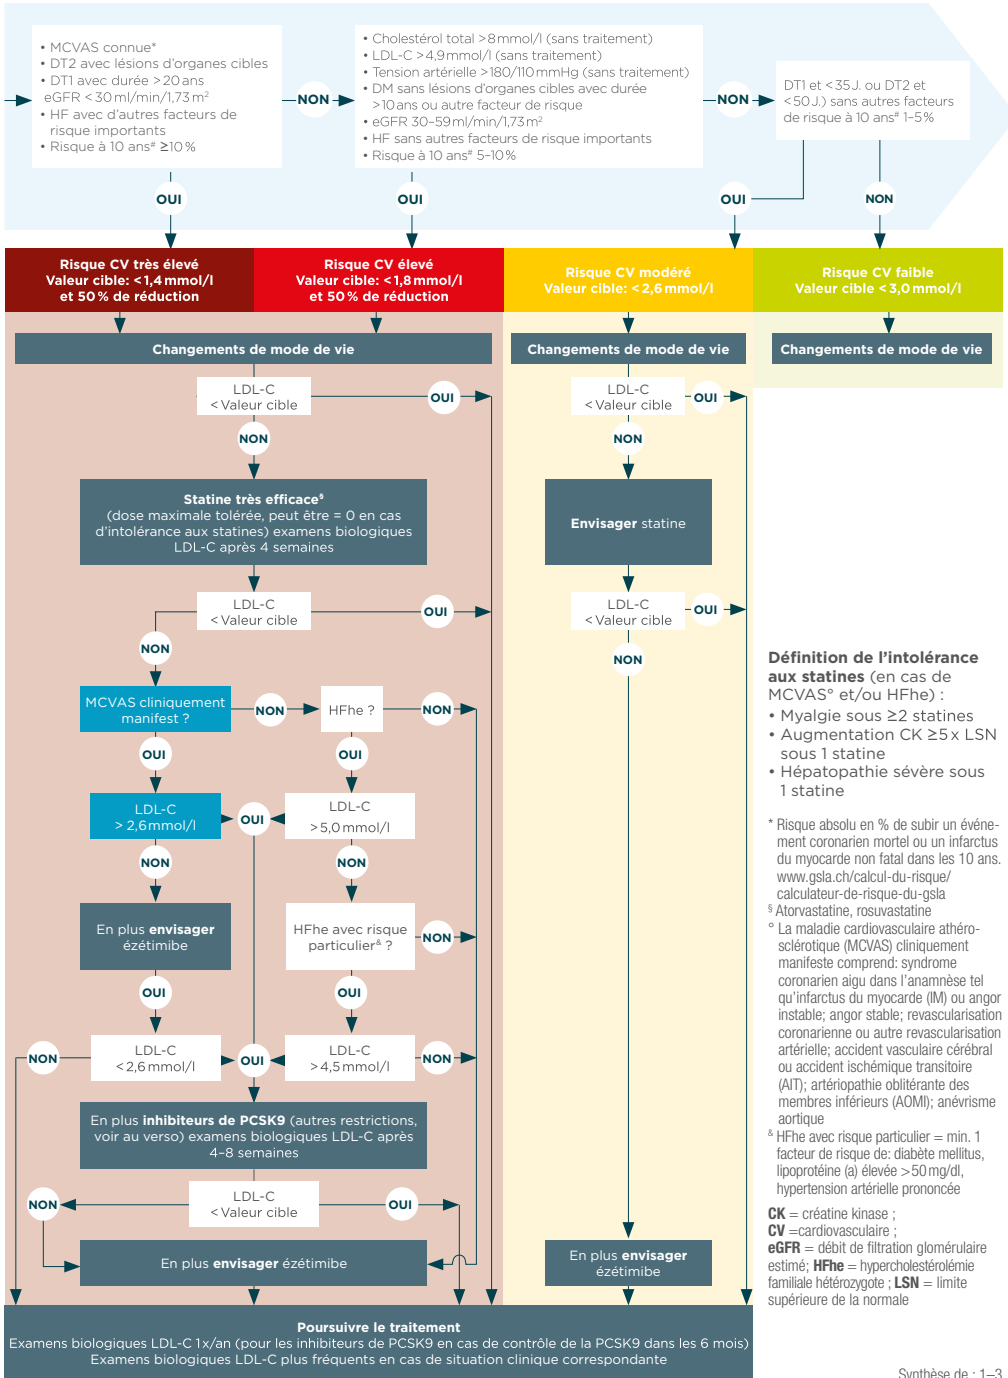 • MCVAS connue*
• DT2 avec lésions d'organes cibles
• DT1 avec durée >20 ans
eGFR <30 ml/min/1,73 m²
• HF avec d'autres facteurs de
risque importants
• Risque à 10 ans# ≥10 %
NON
• Cholestérol total >8 mmol/l (sans traitement)
• LDL-C >4,9 mmol/l (sans traitement)
• Tension artérielle >180/110 mmHg (sans traitement)
• DM sans lésions d'organes cibles avec durée
>10 ans ou autre facteur de risque
• eGFR 30–59 ml/min/1,73 m²
• HF sans autres facteurs de risque importants
• Risque à 10 ans# 5–10 %
NON
DT1 et <35 J. ou DT2 et
<50 J.) sans autres facteurs
de risque à 10 ans# 1–5 %
OUI
OUI
OUI
NON
Risque CV très élevé
Valeur cible: <1,4 mmol/l
et 50 % de réduction
Risque CV élevé
Valeur cible: <1,8 mmol/l
et 50 % de réduction
Risque CV modéré
Valeur cible: <2,6 mmol/l
Risque CV faible
Valeur cible <3,0 mmol/l
Changements de mode de vie
Changements de mode de vie
Changements de mode de vie
LDL-C
< Valeur cible
OUI
LDL-C
< Valeur cible
OUI
NON
NON
Statine très efficace§
(dose maximale tolérée, peut être = 0 en cas
d'intolérance aux statines) examens biologiques
LDL-C après 4 semaines
Envisager statine
LDL-C
< Valeur cible
OUI
LDL-C
< Valeur cible
OUI
NON
NON
MCVAS cliniquement
manifest ?
NON
HFhe ?
NON
OUI
OUI
LDL-C
> 2,6 mmol/l
OUI
LDL-C
>5,0 mmol/l
NON
NON
En plus envisager
ézétimibe
HFhe avec risque
particulier& ?
NON
OUI
OUI
NON
LDL-C
<2,6 mmol/l
OUI
LDL-C
>4,5 mmol/l
NON
En plus inhibiteurs de PCSK9 (autres restrictions,
voir au verso) examens biologiques LDL-C après
4–8 semaines
NON
LDL-C
< Valeur cible
OUI
En plus envisager ézétimibe
En plus envisager
ézétimibe
Poursuivre le traitement
Examens biologiques LDL-C 1x/an (pour les inhibiteurs de PCSK9 en cas de contrôle de la PCSK9 dans les 6 mois)
Examens biologiques LDL-C plus fréquents en cas de situation clinique correspondante
Définition de l'intolérance
aux statines (en cas de
MCVAS° et/ou HFhe) :
• Myalgie sous ≥2 statines
• Augmentation CK ≥5 x LSN
sous 1 statine
• Hépatopathie sévère sous
1 statine
* Risque absolu en % de subir un événe-
ment coronarien mortel ou un infarctus
du myocarde non fatal dans les 10 ans.
www.gsla.ch/calcul-du-risque/
calculateur-de-risque-du-gsla
§ Atorvastatine, rosuvastatine
° La maladie cardiovasculaire athéro-
sclérotique (MCVAS) cliniquement
manifeste comprend: syndrome
coronarien aigu dans l'anamnèse tel
qu'infarctus du myocarde (IM) ou angor
instable; angor stable; revascularisation
coronarienne ou autre revascularisation
artérielle; accident vasculaire cérébral
ou accident ischémique transitoire
(AIT); artériopathie oblitérante des
membres inférieurs (AOMI); anévrisme
aortique
& HFhe avec risque particulier = min. 1
facteur de risque de: diabète mellitus,
lipoprotéine (a) élevée >50 mg/dl,
hypertension artérielle prononcée
CK = créatine kinase ;
CV =cardiovasculaire ;
eGFR = débit de filtration glomérulaire
estimé; HFhe = hypercholestérolémie
familiale hétérozygote ; LSN = limite
supérieure de la normale
Synthèse de : 1–3